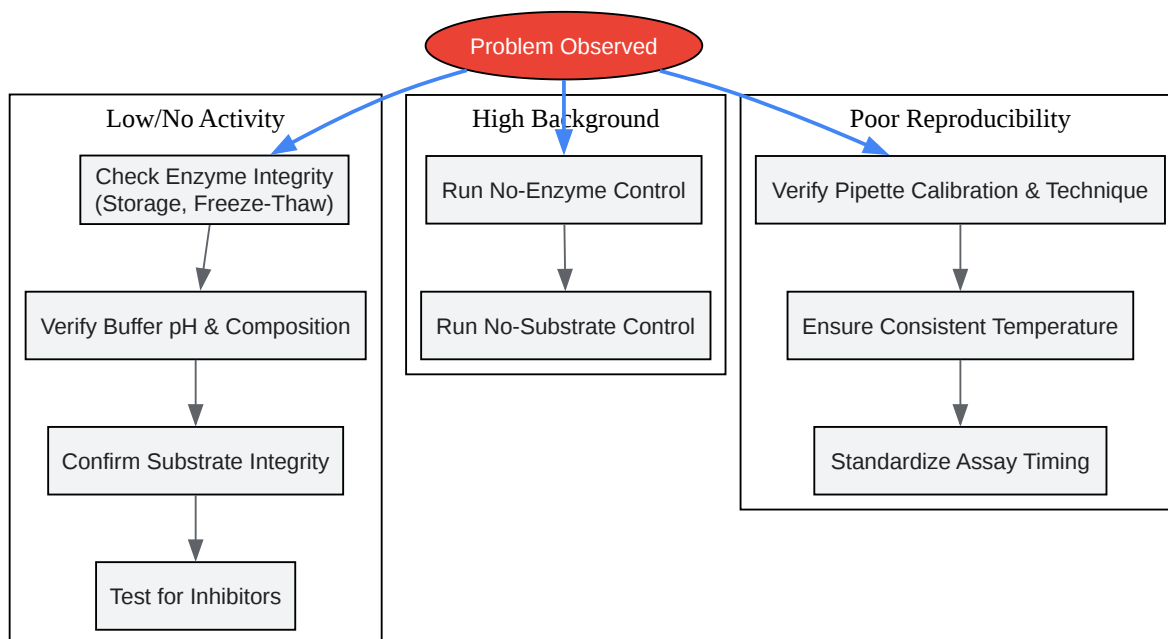 Problem Observed
Low/No Activity
Check Enzyme Integrity
(Storage, Freeze-Thaw)
Verify Buffer pH & Composition
Confirm Substrate Integrity
Test for Inhibitors
High Background
Run No-Enzyme Control
Run No-Substrate Control
Poor Reproducibility
Verify Pipette Calibration & Technique
Ensure Consistent Temperature
Standardize Assay Timing